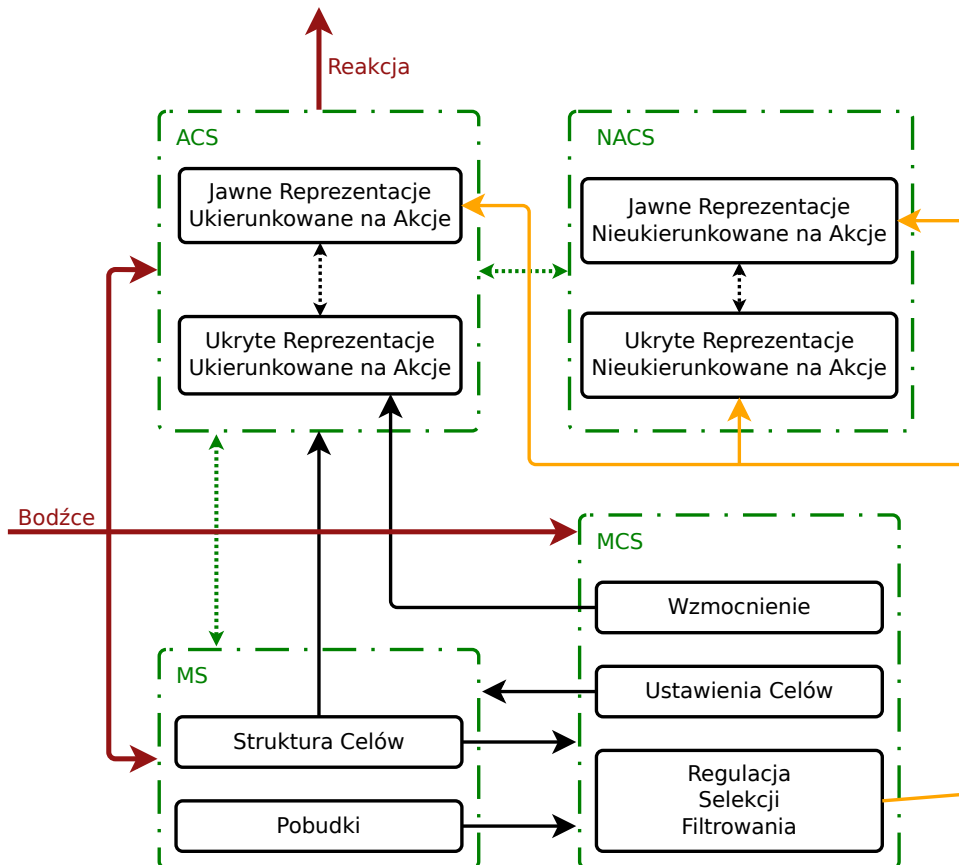 Reakcja
ACS
Jawne Reprezentacje
Ukierunkowane na Akcje
Ukryte Reprezentacje
Ukierunkowane na Akcje
NACS
Jawne Reprezentacje
Nieukierunkowane na Akcje
Ukryte Reprezentacje
Nieukierunkowane na Akcje
Bodźce
MS
Struktura Celów
Pobudki
MCS
Wzmocnienie
Ustawienia Celów
Regulacja
Selekcji
Filtrowania